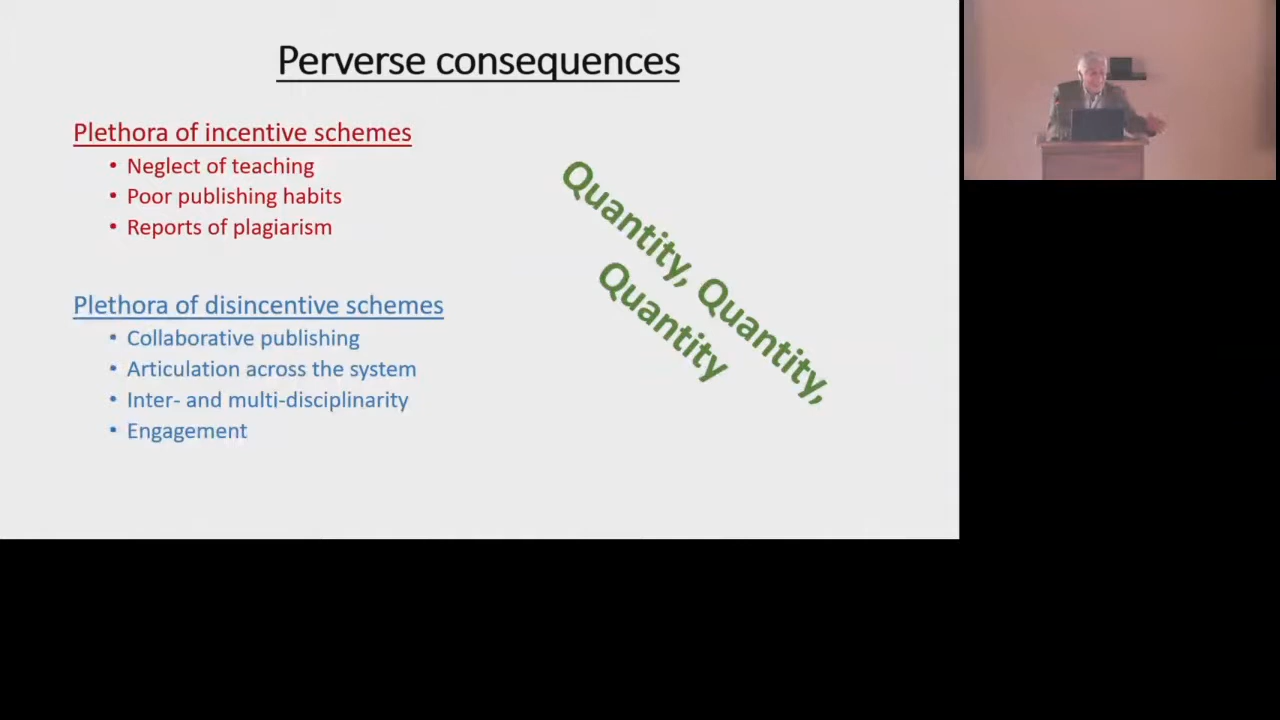 Perverse consequences
Plethora of incentive schemes
• Neglect of teaching
• Poor publishing habits
• Reports of plagiarism
Plethora of disincentive schemes
• Collaborative publishing
• Articulation across the system
• Inter- and multi-disciplinarity
• Engagement
Quantity, Quantity,
Quantity